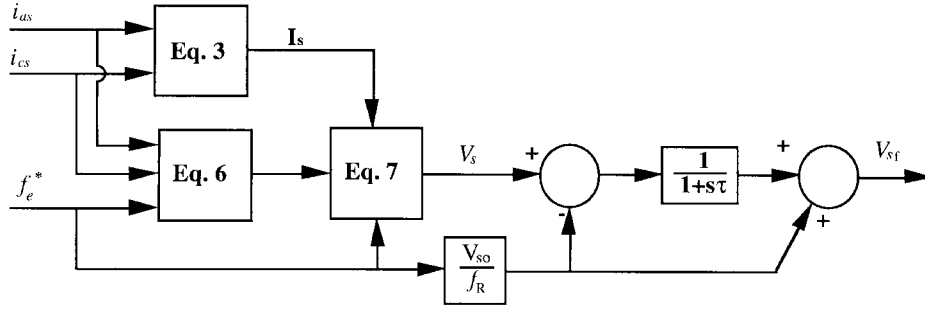 i_as
Eq. 3
I_s
i_cs
f_e*
Eq. 6
Eq. 7
V_s
+
-
1
1+sτ
+
+
V_sf
V_so
f_R